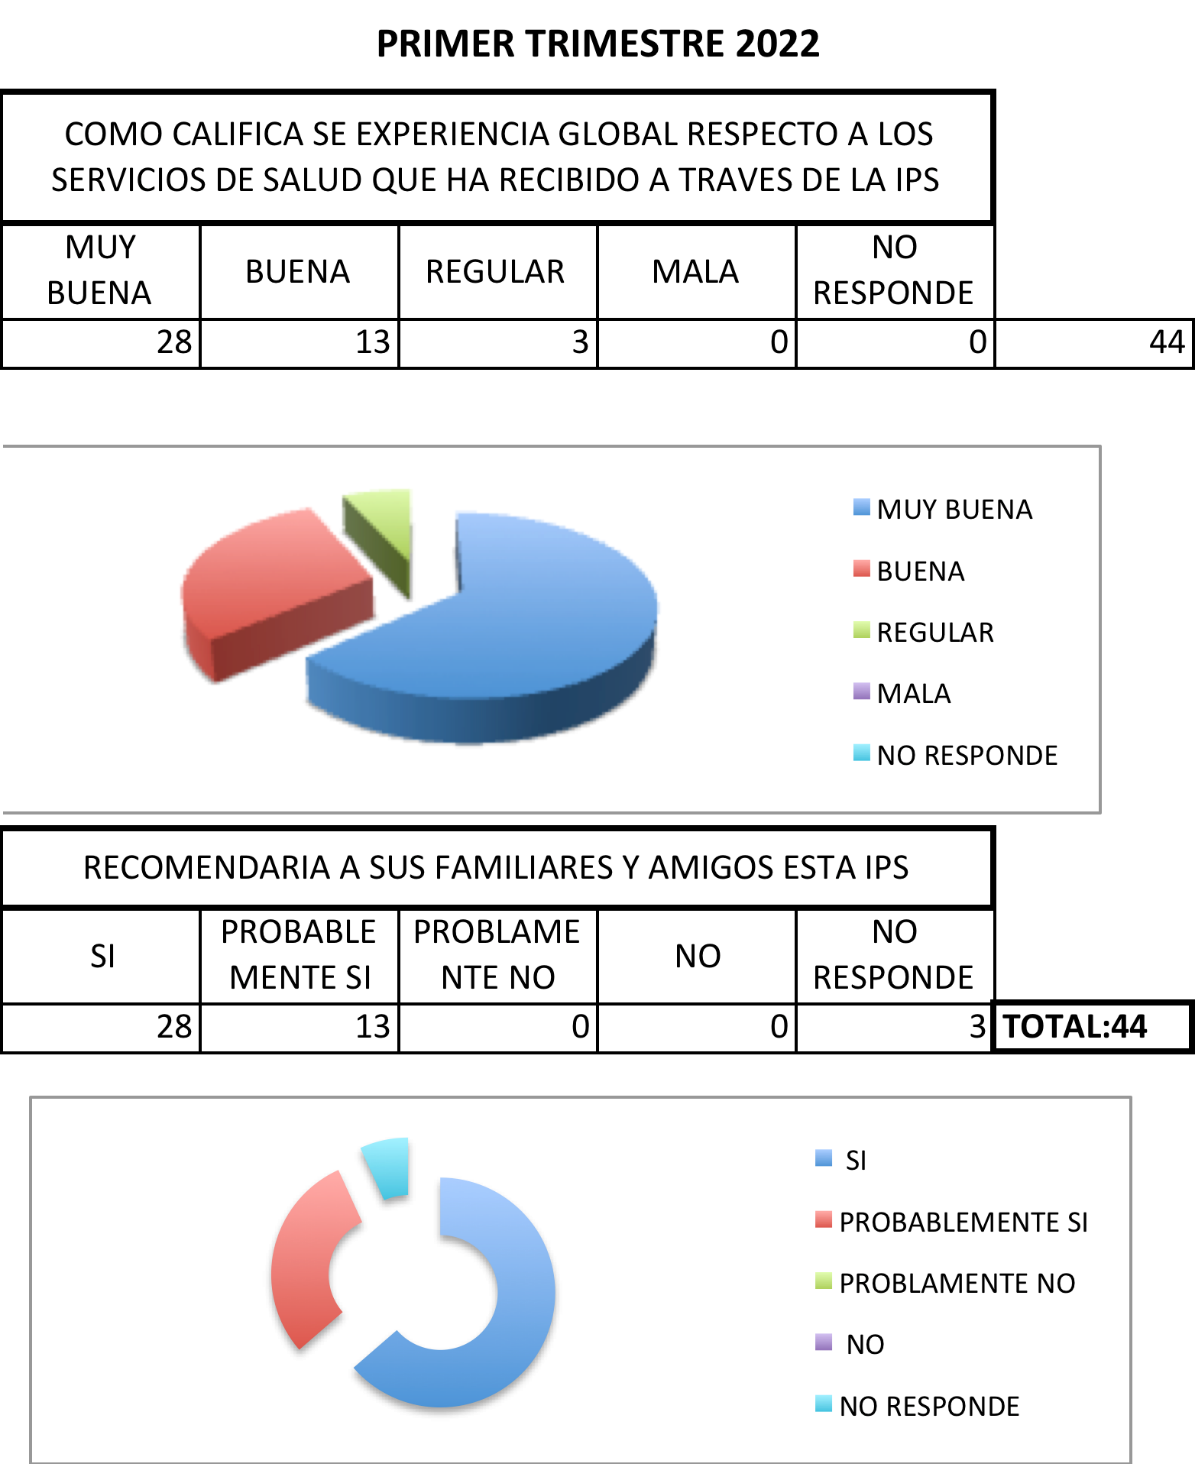 PRIMER TRIMESTRE 2022
COMO CALIFICA SE EXPERIENCIA GLOBAL RESPECTO A LOS
SERVICIOS DE SALUD QUE HA RECIBIDO A TRAVES DE LA IPS
MUY
BUENA
BUENA
REGULAR
MALA
NO
RESPONDE
28
13
3
0
0
44
MUY BUENA
BUENA
REGULAR
MALA
NO RESPONDE
RECOMENDARIA A SUS FAMILIARES Y AMIGOS ESTA IPS
SI
PROBABLE
MENTE SI
PROBLAME
NTE NO
NO
NO
RESPONDE
28
13
0
0
3
TOTAL:44
SI
PROBABLEMENTE SI
PROBLAMENTE NO
NO
NO RESPONDE